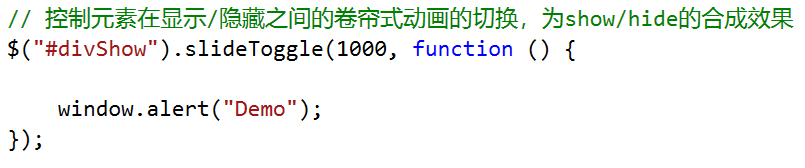 // 控制元素在显示/隐藏之间的卷帘式动画的切换，为show/hide的合成效果
$("#divShow").slideToggle(1000, function () {
window.alert("Demo");
});